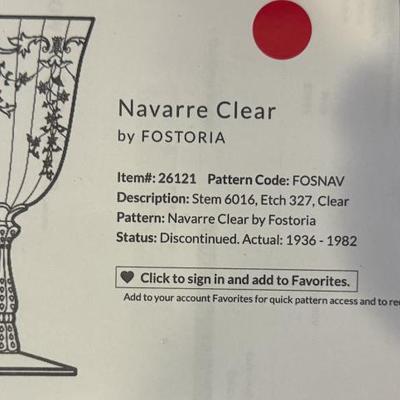 Navarre Clear
by FOSTORIA
Item#: 26121 Pattern Code: FOSNAV
Description: Stem 6016, Etch 327, Clear
Pattern: Navarre Clear by Fostoria
Status: Discontinued. Actual: 1936 - 1982
Click to sign in and add to Favorites.
Add to your account Favorites for quick pattern access and to